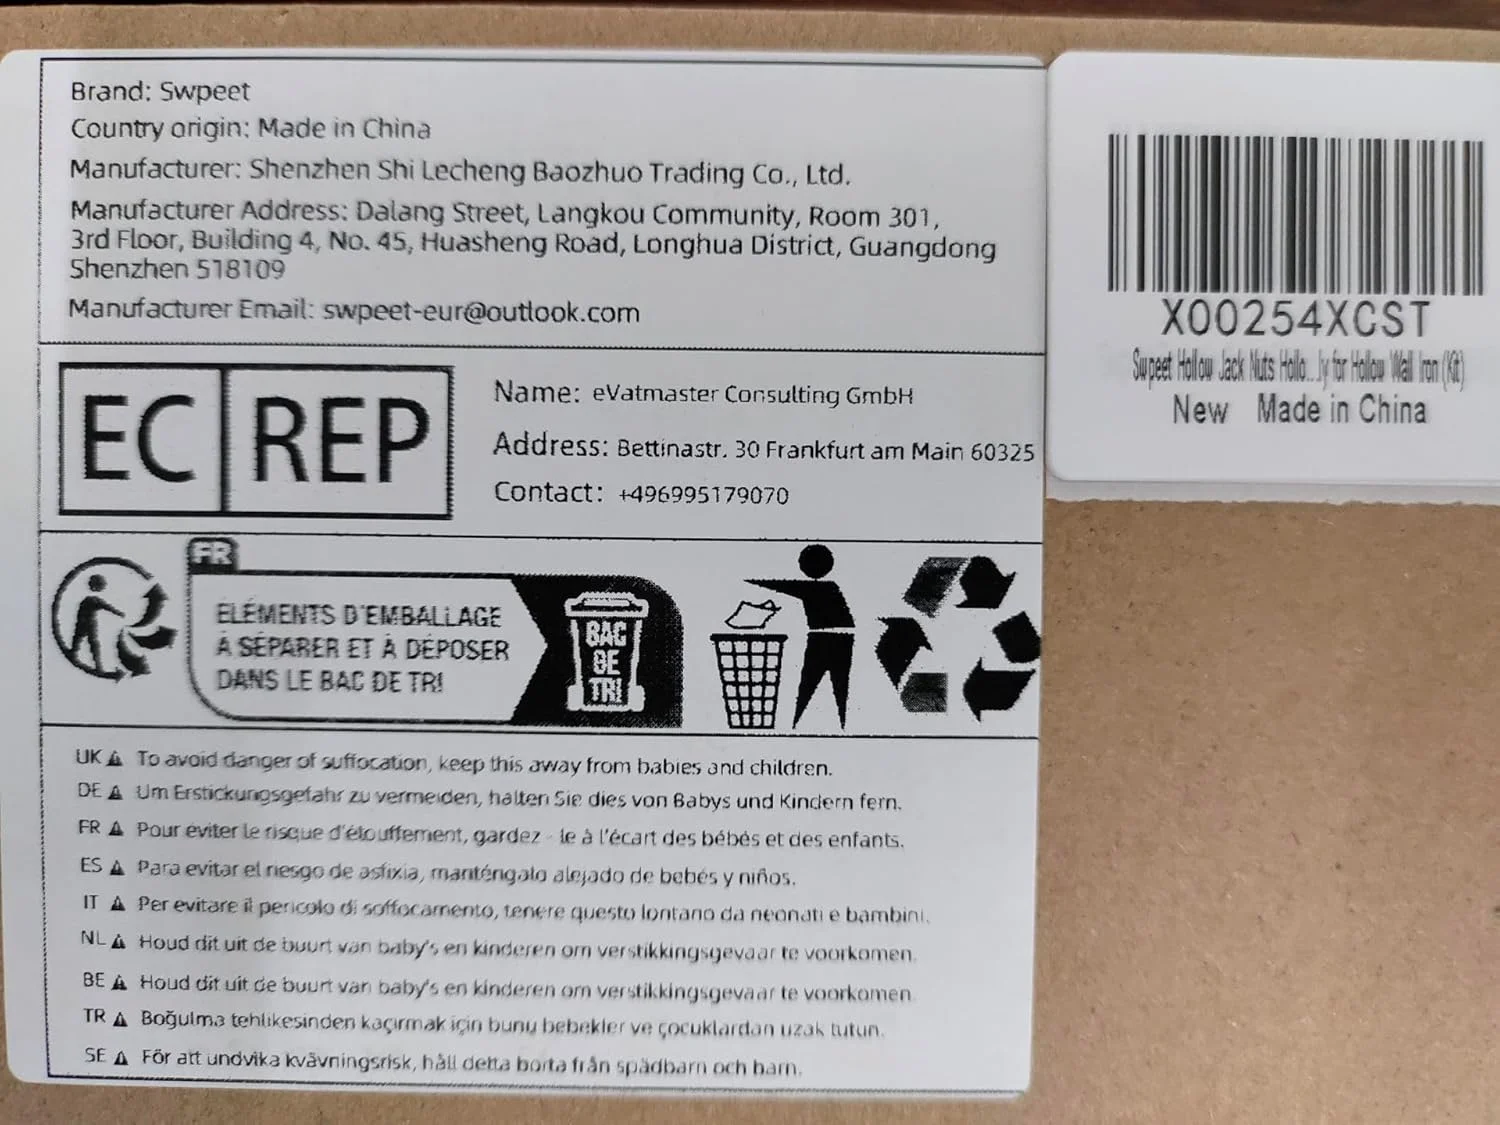 Brand: Swpeet
Country origin: Made in China
Manufacturer: Shenzhen Shi Lecheng Baozhuo Trading Co., Ltd.
Manufacturer Address: Dalang Street, Langkou Community, Room 301,
3rd Floor, Building 4, No. 45, Huasheng Road, Longhua District, Guangdong
Shenzhen 518109
Manufacturer Email: swpeet-eur@outlook.com
EC REP
Name: eVatmaster Consulting GmbH
Address: Bettinastr. 30 Frankfurt am Main 60325
Contact: +496995179070
FR
ÉLÉMENTS D'EMBALLAGE
À SÉPARER ET À DÉPOSER
DANS LE BAC DE TRI
BAC
DE
TRI
UK To avoid danger of suffocation, keep this away from babies and children.
DE Um Erstickungsgefahr zu vermeiden, halten Sie dies von Babys und Kindern fern.
FR Pour éviter le risque d'étouffement, gardez - le à l'écart des bébés et des enfants.
ES Para evitar el riesgo de asfixia, manténgalo alejado de bebés y niños.
IT Per evitare il pericolo di soffocamento, tenere questo lontano da neonati e bambini.
NL Houd dit uit de buurt van baby's en kinderen om verstikkingsgevaar te voorkomen.
BE Houd dit uit de buurt van baby's en kinderen om verstikkingsgevaar te voorkomen
TR Boğulma tehlikesinden kaçırmak için bunu bebekler ve çocuklardan uzak tutun.
SE För att undvika kvävningsrisk, håll detta borta från spädbarn och barn.
X00254XCST
Swpeet Hollow Jack Nuts Hollo...ly for Hollow Wall Iron (Kit)
New Made in China